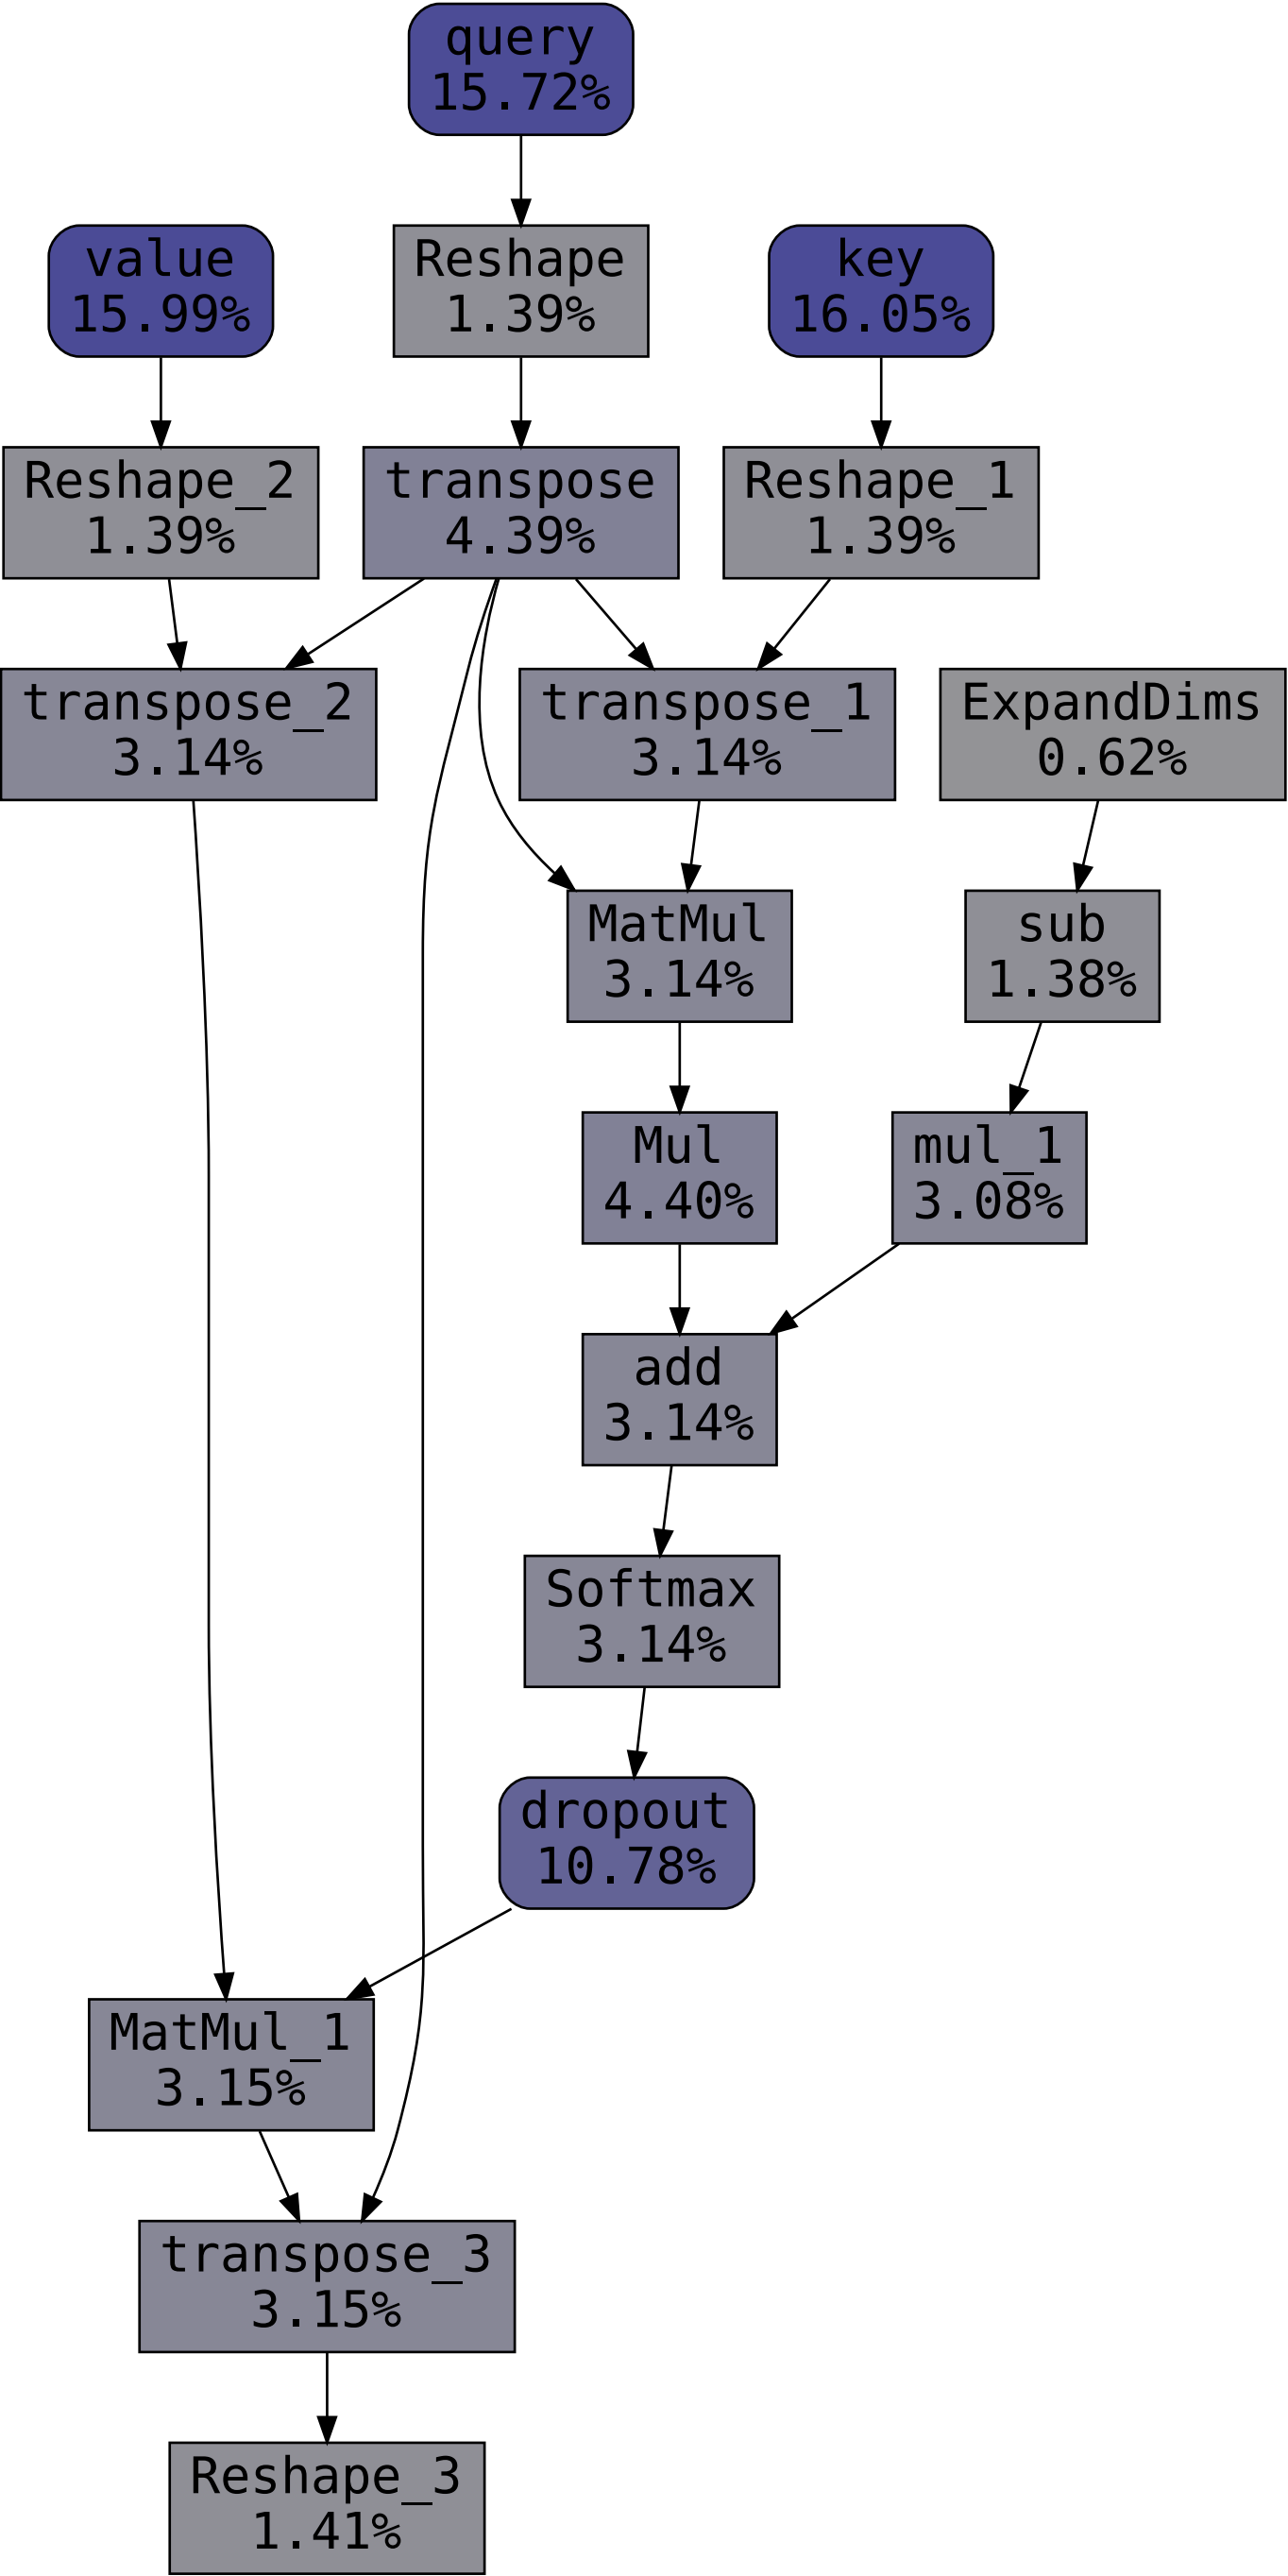 query
15.72%
value
15.99%
Reshape
1.39%
key
16.05%
Reshape_2
1.39%
transpose
4.39%
Reshape_1
1.39%
transpose_2
3.14%
transpose_1
3.14%
ExpandDims
0.62%
MatMul
3.14%
sub
1.38%
Mul
4.40%
mul_1
3.08%
add
3.14%
Softmax
3.14%
dropout
10.78%
MatMul_1
3.15%
transpose_3
3.15%
Reshape_3
1.41%